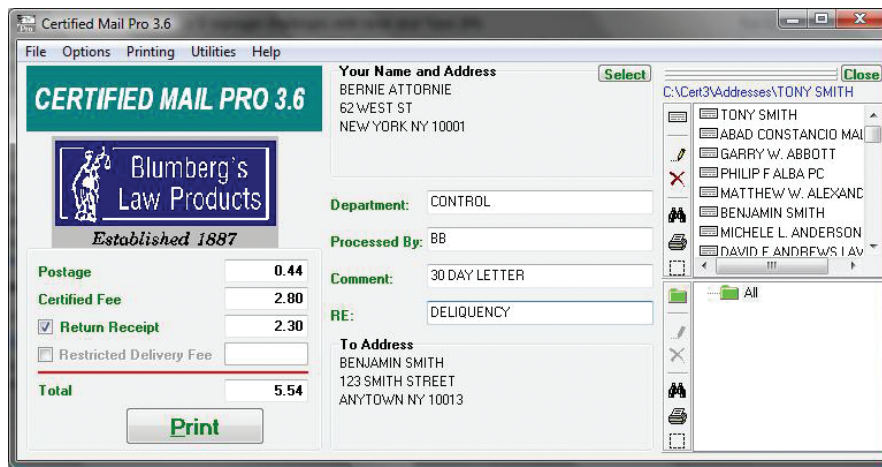 Certified Mail Pro 3.6
File Options Printing Utilities Help
CERTIFIED MAIL PRO 3.6
Blumberg's
Law Products
Established 1887
Postage 0.44
Certified Fee 2.80
Return Receipt 2.30
Restricted Delivery Fee
Total 5.54
Print
Your Name and Address Select
BERNIE ATTORNIE
62 WEST ST
NEW YORK NY 10001
Department: CONTROL
Processed By: BB
Comment: 30 DAY LETTER
RE: DELIQUENCY
To Address
BENJAMIN SMITH
123 SMITH STREET
ANYTOWN NY 10013
Close
C:\Cert3\Addresses\TONY SMITH
TONY SMITH
ABAD CONSTANCIO MAL
GARRY W. ABBOTT
PHILIP F ALBA PC
MATTHEW W. ALEXAND
BENJAMIN SMITH
MICHELE L. ANDERSON
DAVID F ANDREWS LAW
All